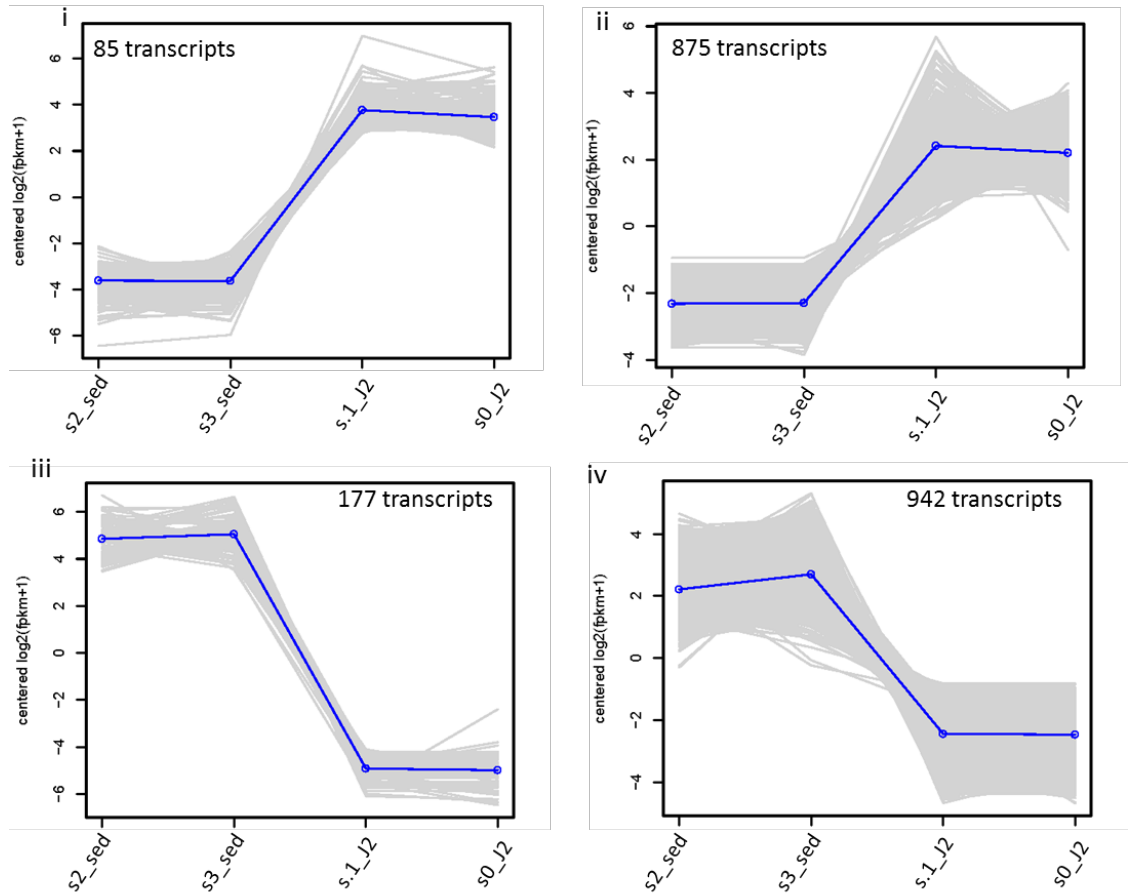 i
85 transcripts
centered log2(fpkm+1)
6
4
2
0
−2
−4
−6
s2_sed
s3_sed
s.1_J2
s0_J2
ii
875 transcripts
centered log2(fpkm+1)
6
4
2
0
−2
−4
s2_sed
s3_sed
s.1_J2
s0_J2
iii
177 transcripts
centered log2(fpkm+1)
6
4
2
0
−2
−4
−6
s2_sed
s3_sed
s.1_J2
s0_J2
iv
942 transcripts
centered log2(fpkm+1)
4
2
0
−2
−4
s2_sed
s3_sed
s.1_J2
s0_J2